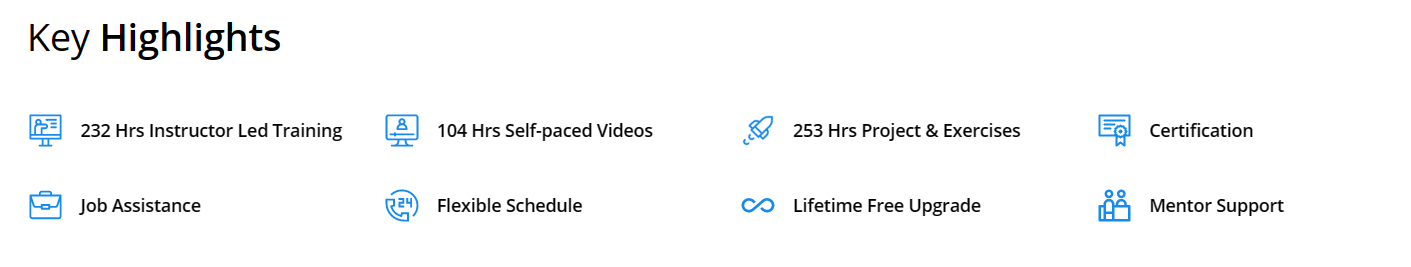 Key Highlights
232 Hrs Instructor Led Training
104 Hrs Self-paced Videos
253 Hrs Project & Exercises
Certification
Job Assistance
24
Flexible Schedule
Lifetime Free Upgrade
Mentor Support